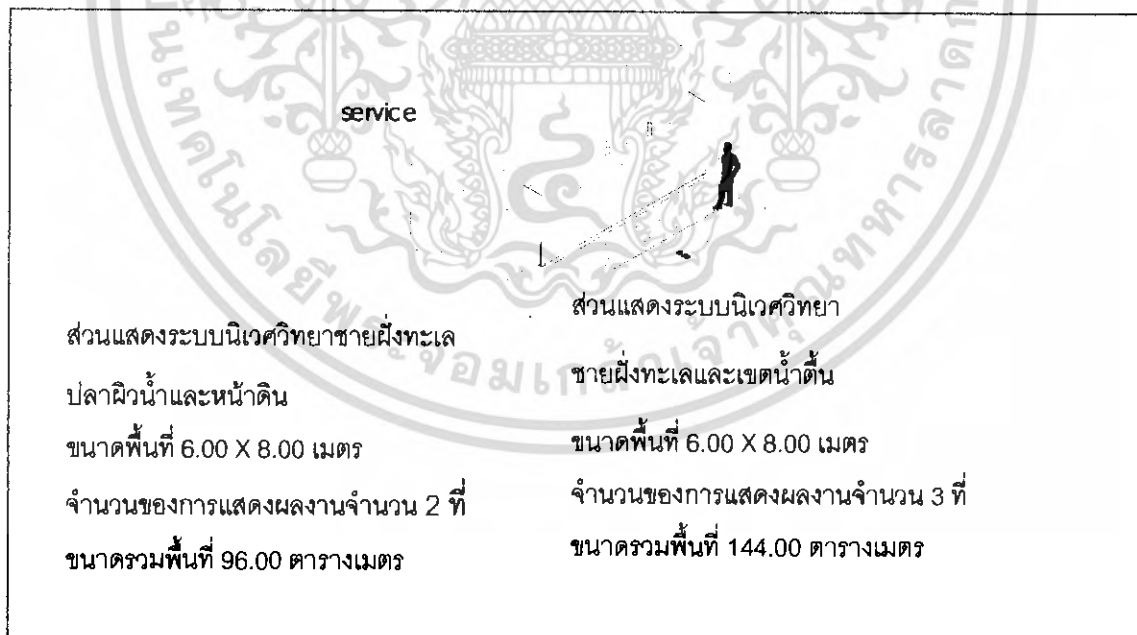 service
ส่วนแสดงระบบนิเวศวิทยาชายฝั่งทะเล
ปลาผิวน้ำและหน้าดิน
ขนาดพื้นที่ 6.00 X 8.00 เมตร
จำนวนของการแสดงผลงานจำนวน 2 ที่
ขนาดรวมพื้นที่ 96.00 ตารางเมตร
ส่วนแสดงระบบนิเวศวิทยา
ชายฝั่งทะเลและเขตน้ำตื้น
ขนาดพื้นที่ 6.00 X 8.00 เมตร
จำนวนของการแสดงผลงานจำนวน 3 ที่
ขนาดรวมพื้นที่ 144.00 ตารางเมตร